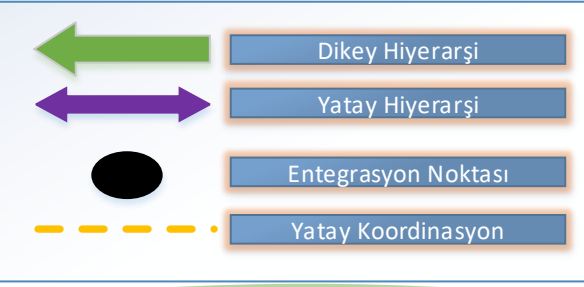 Dikey Hiyerarşi
Yatay Hiyerarşi
Entegrasyon Noktası
Yatay Koordinasyon